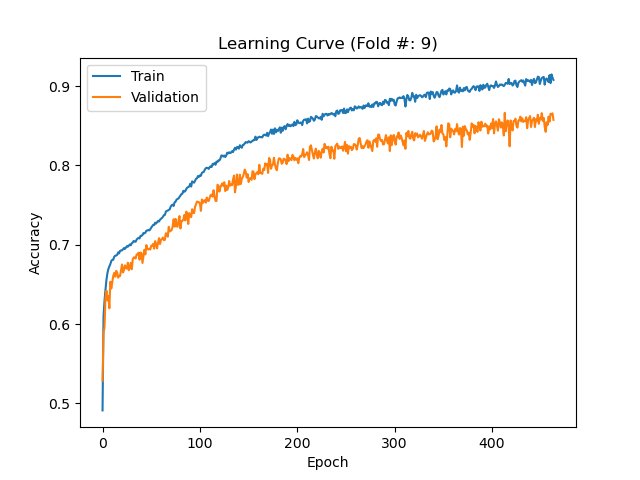 Learning Curve (Fold #: 9)
Train
Validation
0.9
0.8
0.7
0.6
0.5
Accuracy
0 100 200 300 400
Epoch